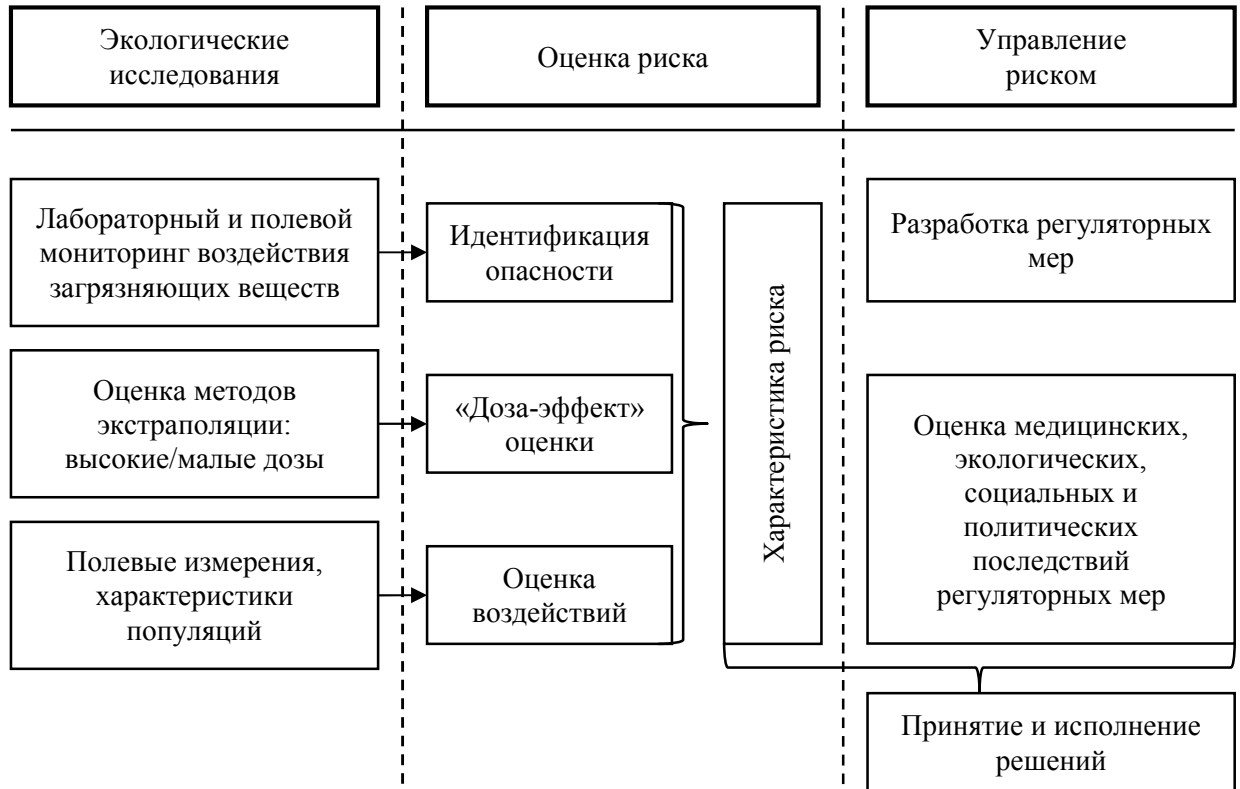 Экологические
исследования
Оценка риска
Управление
риском
Лабораторный и полевой
мониторинг воздействия
загрязняющих веществ
Идентификация
опасности
Разработка регуляторных
мер
Оценка методов
экстраполяции:
высокие/малые дозы
«Доза-эффект»
оценки
Характеристика риска
Оценка медицинских,
экологических,
социальных и
политических
последствий
регуляторных мер
Полевые измерения,
характеристики
популяций
Оценка
воздействий
Принятие и исполнение
решений